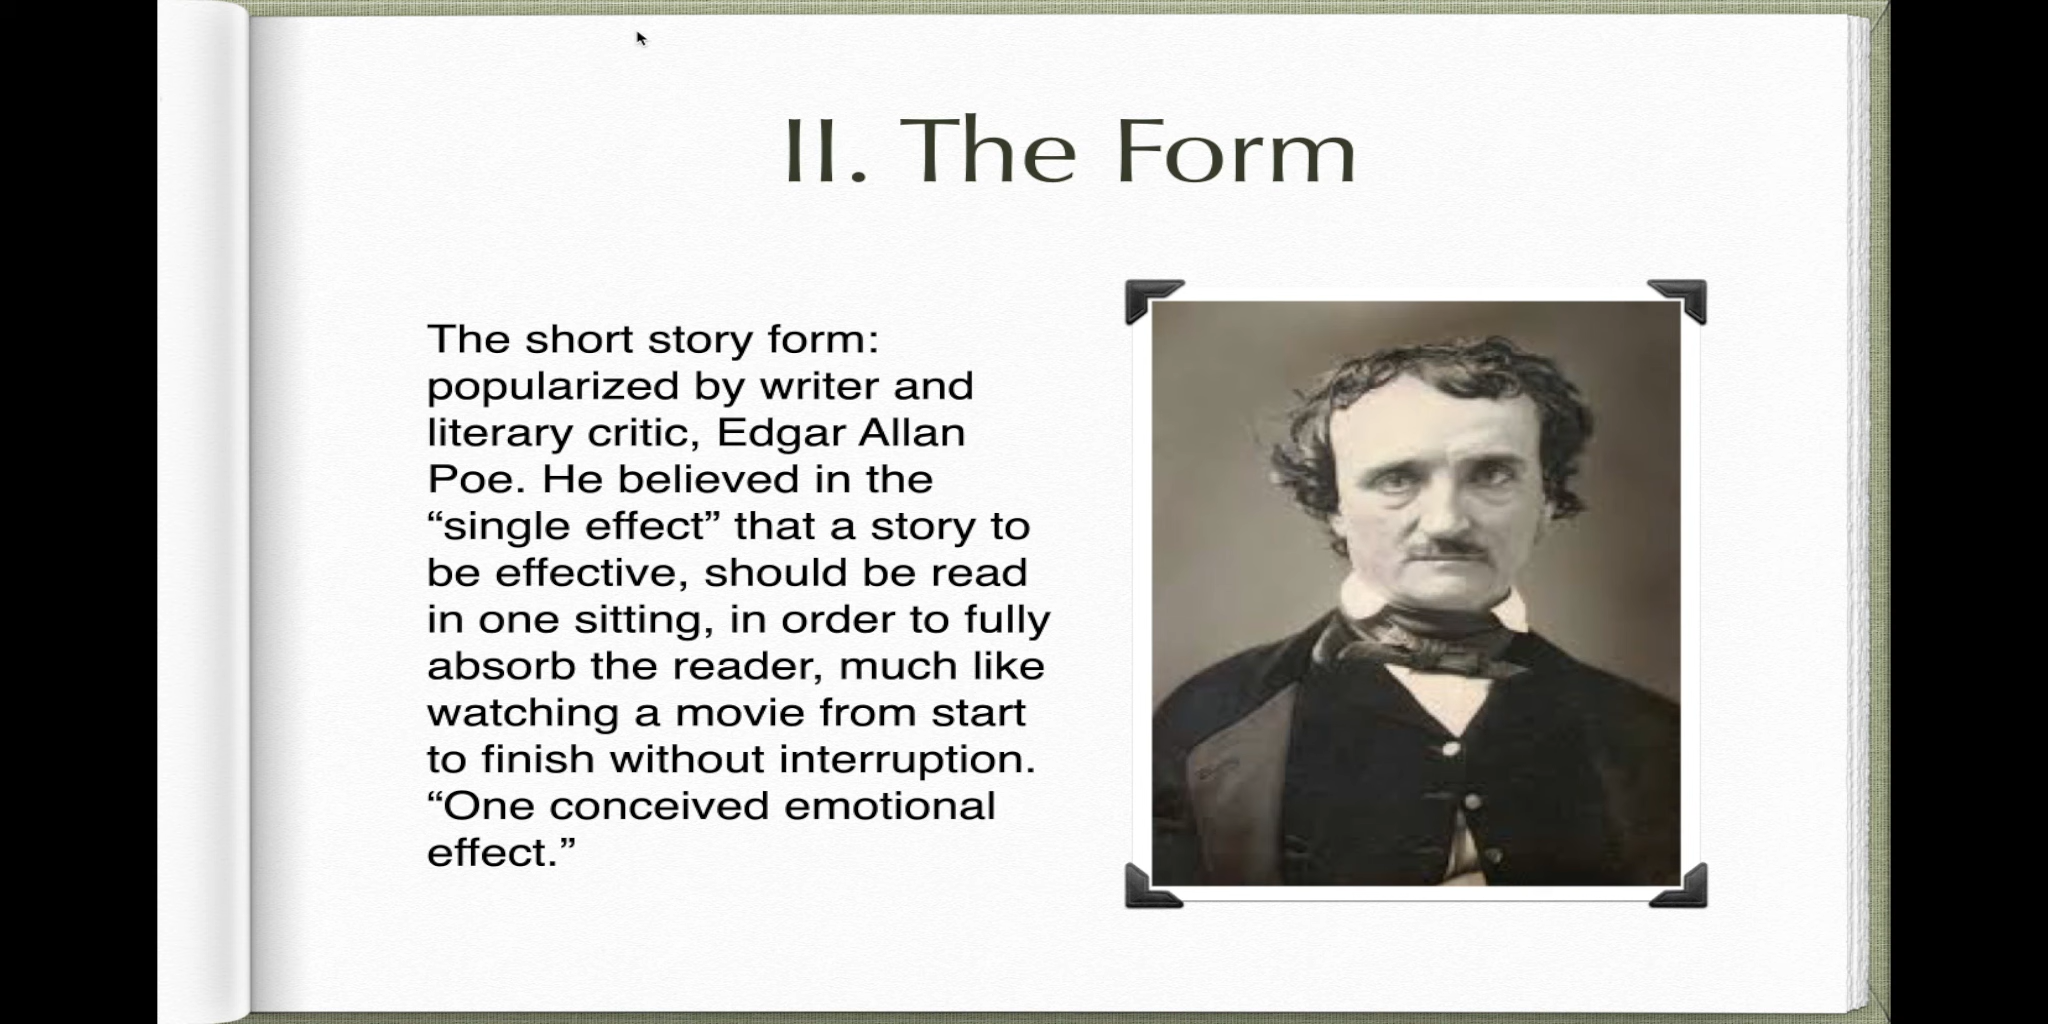 II. The Form
The short story form:
popularized by writer and
literary critic, Edgar Allan
Poe. He believed in the
“single effect” that a story to
be effective, should be read
in one sitting, in order to fully
absorb the reader, much like
watching a movie from start
to finish without interruption.
“One conceived emotional
effect.”